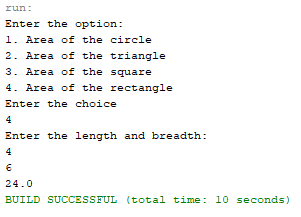 run:
Enter the option:
1. Area of the circle
2. Area of the triangle
3. Area of the square
4. Area of the rectangle
Enter the choice
4
Enter the length and breadth:
4
6
24.0
BUILD SUCCESSFUL (total time: 10 seconds)